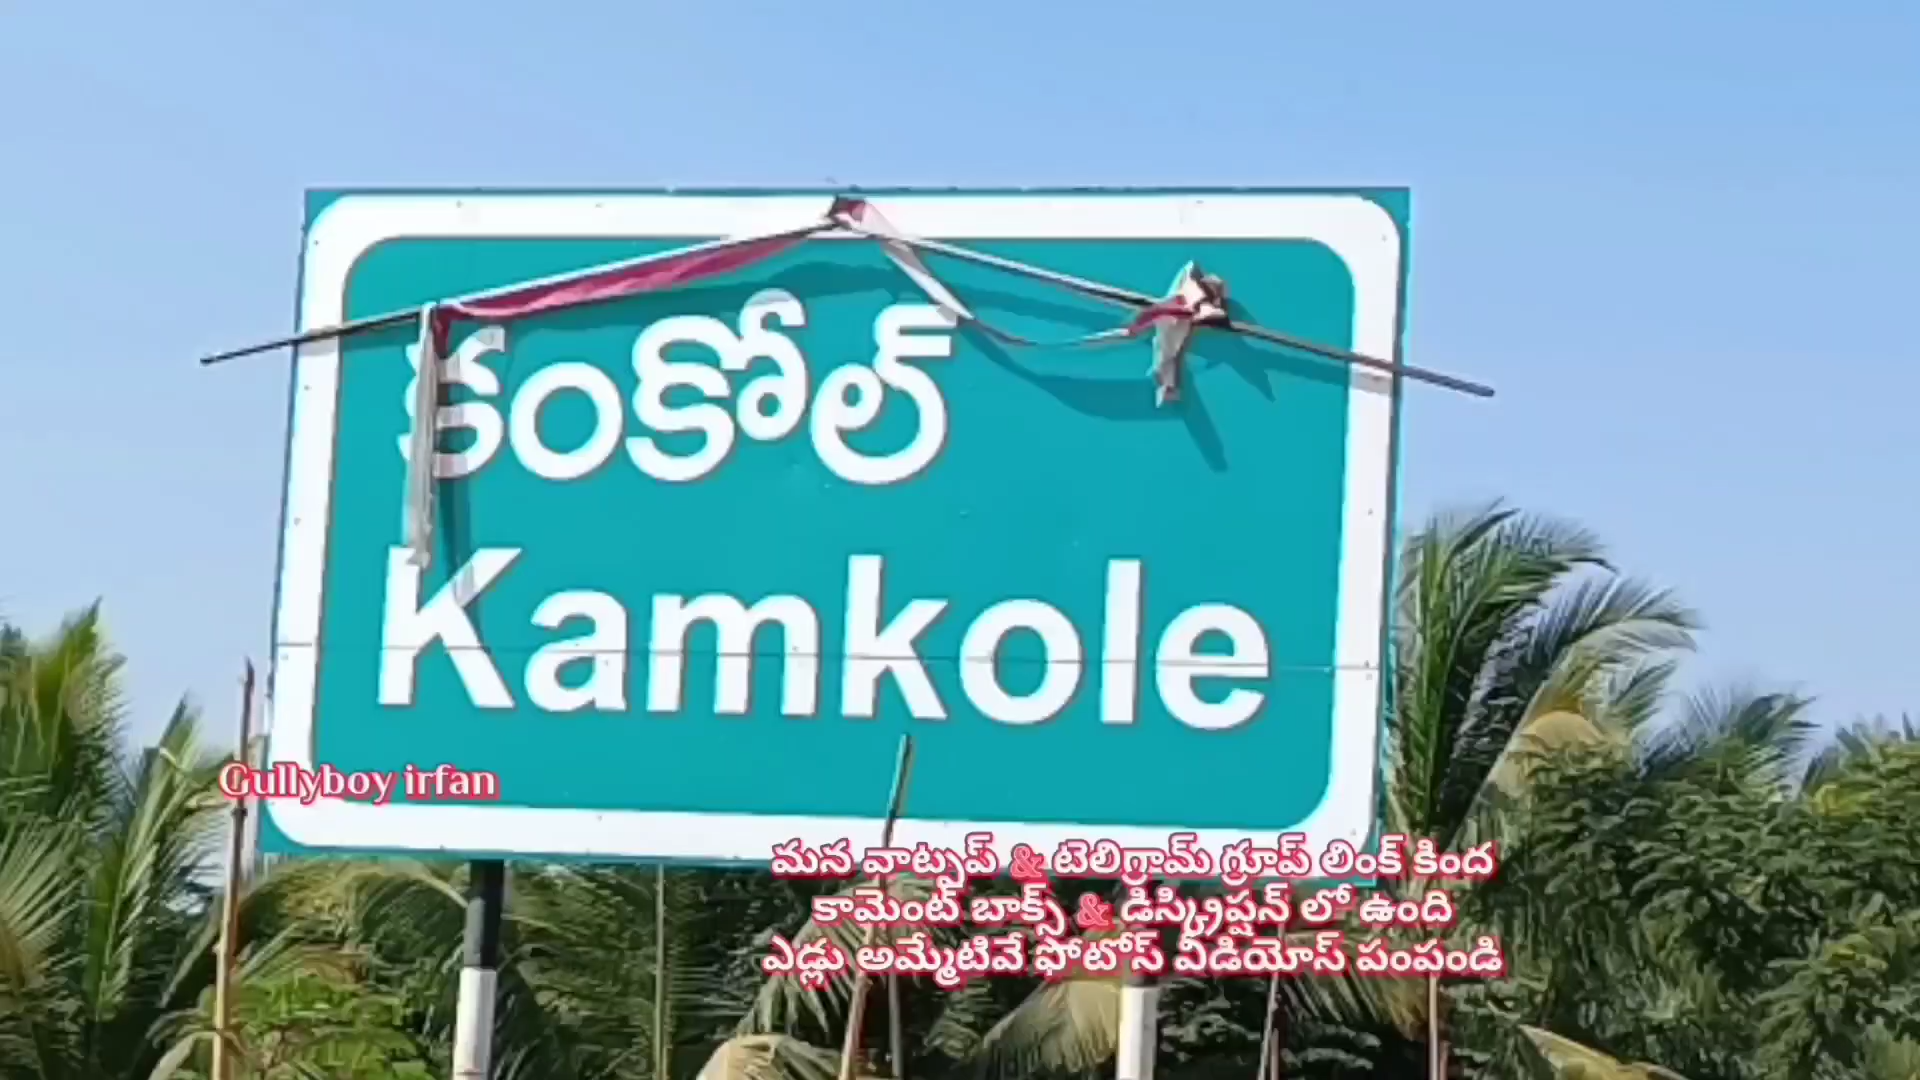 కంకోల్
Kamkole
Gullyboy irfan
మన వాట్సప్ & టెలిగ్రామ్ గ్రూప్ లింక్ కింద
కామెంట్ బాక్స్ & డిస్క్రిప్షన్ లో ఉంది
ఎడ్లు అమ్మేటివే ఫోటోస్ వీడియోస్ పంపండి